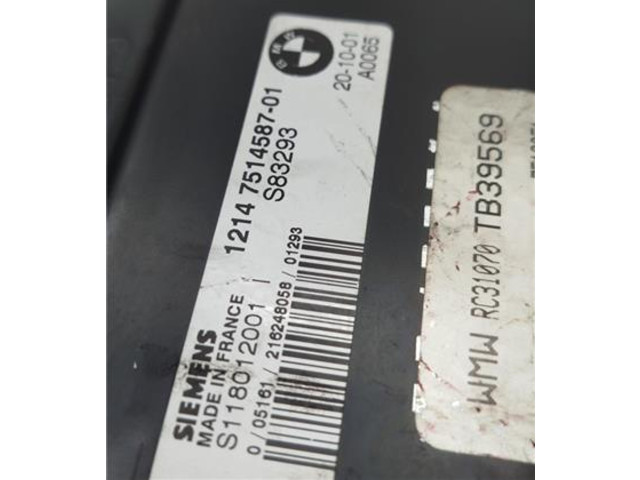 BMW
20-10-01
A0065
1214 7514587-01
S83293
SIEMENS
MADE IN FRANCE
S118012001 I
0 /05161/ 216248058 / 01293
WMW RC31070 TB39569